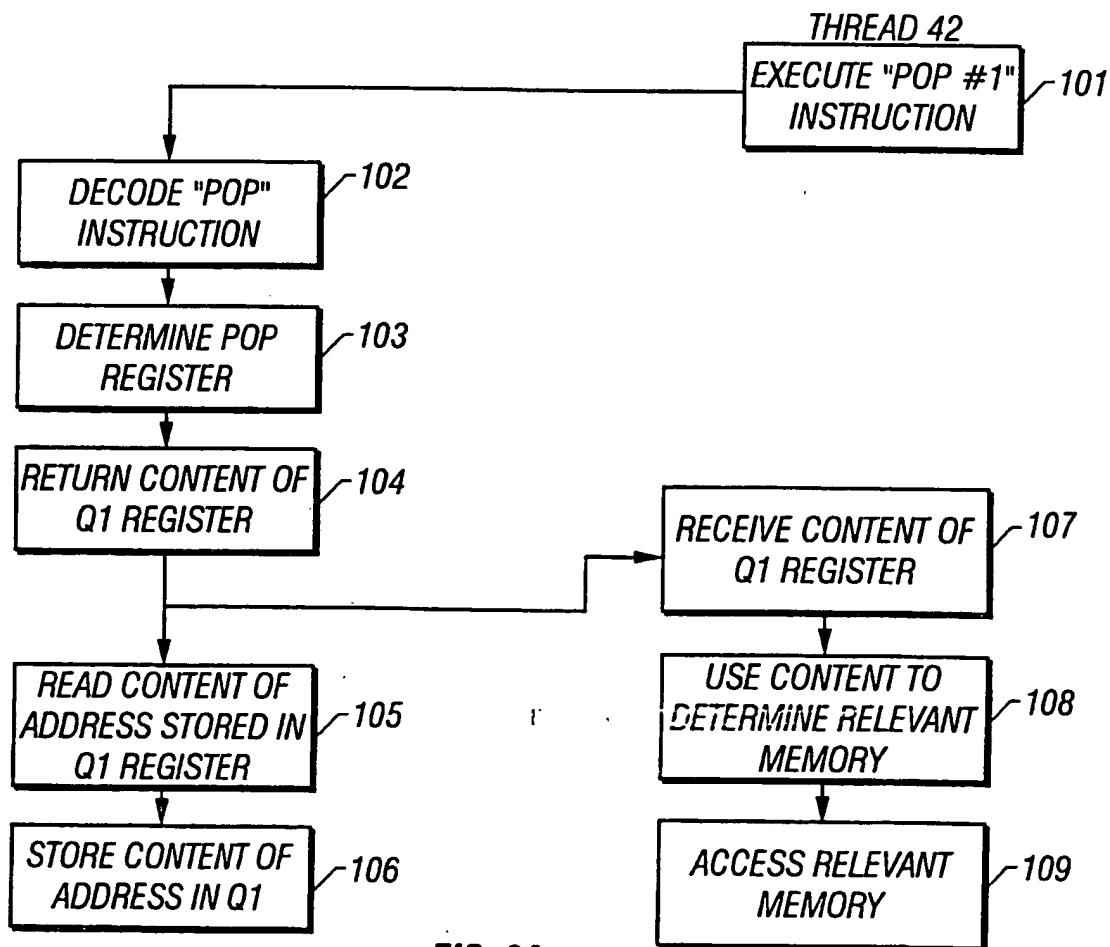 THREAD 42
EXECUTE "POP #1"
INSTRUCTION
101
DECODE "POP"
INSTRUCTION
102
DETERMINE POP
REGISTER
103
RETURN CONTENT OF
Q1 REGISTER
104
RECEIVE CONTENT OF
Q1 REGISTER
107
READ CONTENT OF
ADDRESS STORED IN
Q1 REGISTER
105
USE CONTENT TO
DETERMINE RELEVANT
MEMORY
108
STORE CONTENT OF
ADDRESS IN Q1
106
ACCESS RELEVANT
MEMORY
109